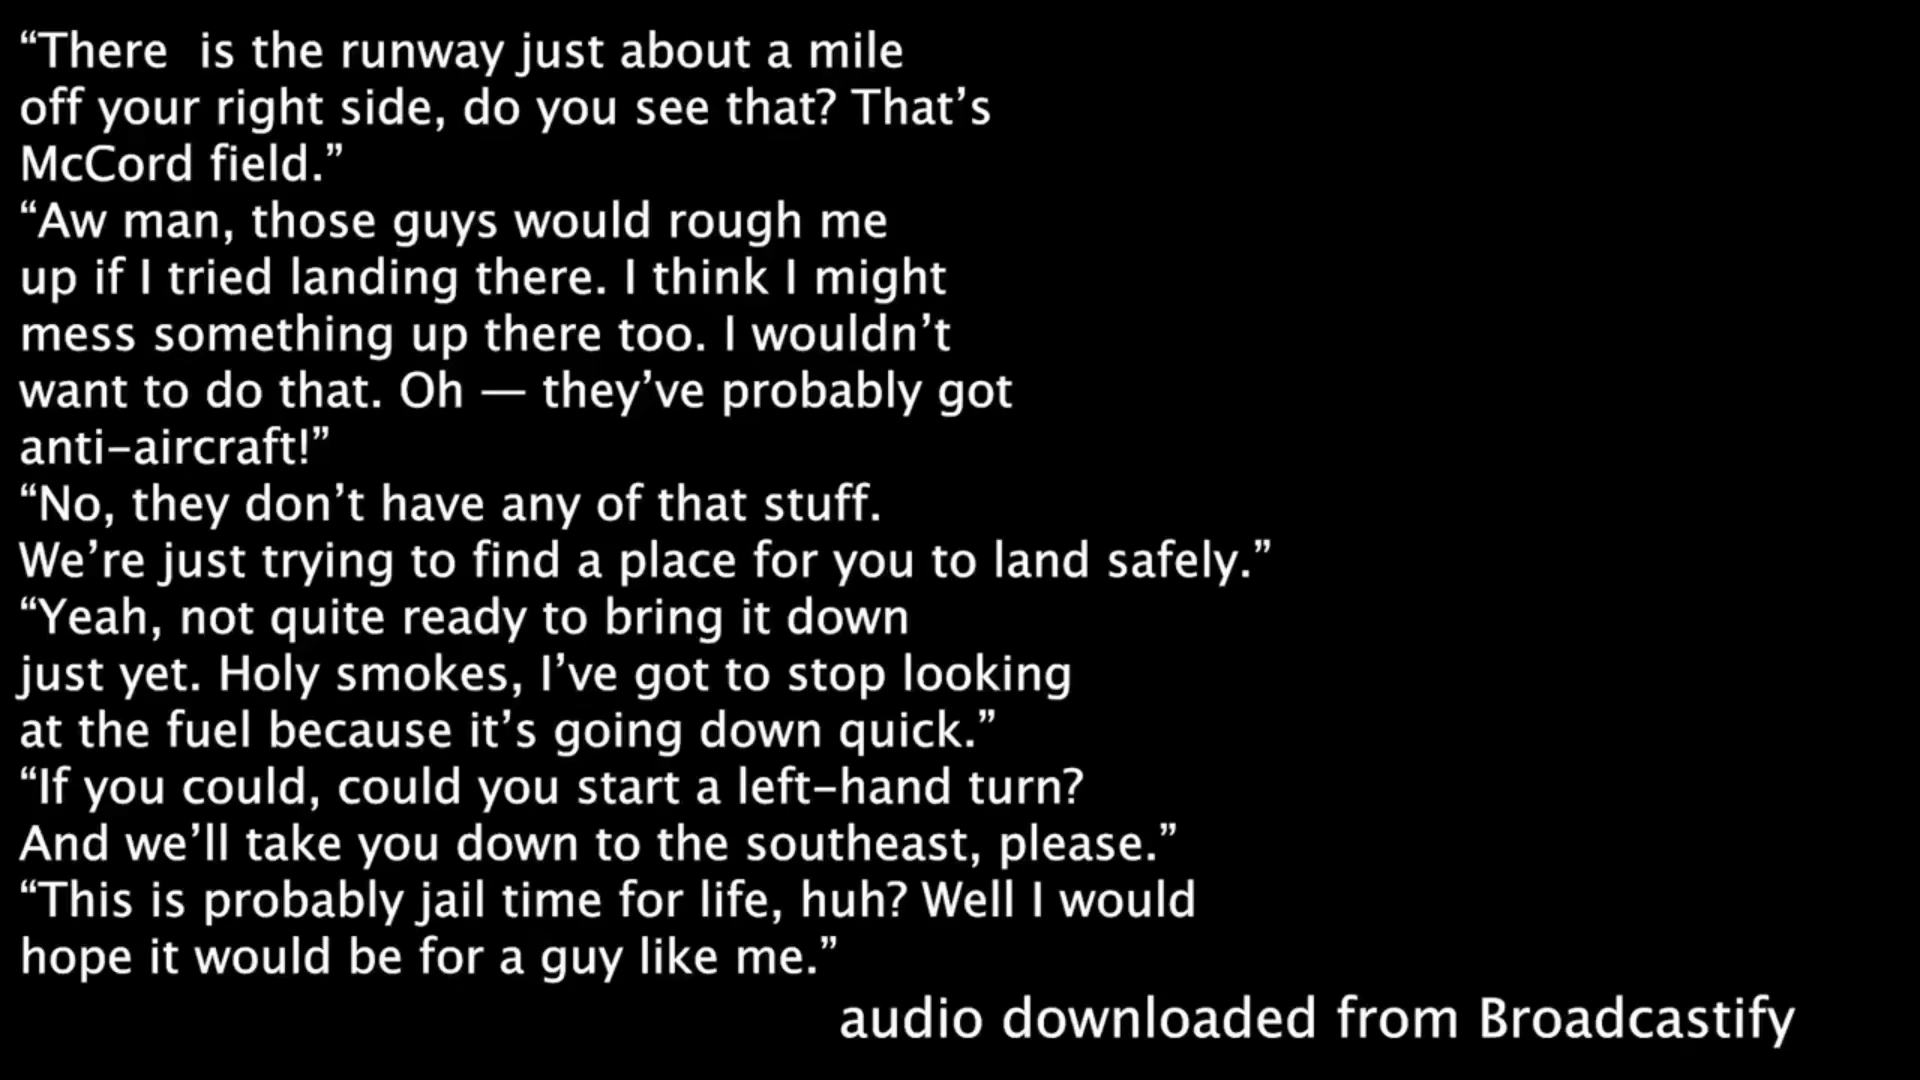 “There  is the runway just about a mile
off your right side, do you see that? That’s
McCord field.”
“Aw man, those guys would rough me
up if I tried landing there. I think I might
mess something up there too. I wouldn’t
want to do that. Oh — they’ve probably got
anti–aircraft!”
“No, they don’t have any of that stuff.
We’re just trying to find a place for you to land safely.”
“Yeah, not quite ready to bring it down
just yet. Holy smokes, I’ve got to stop looking
at the fuel because it’s going down quick.”
“If you could, could you start a left–hand turn?
And we’ll take you down to the southeast, please.”
“This is probably jail time for life, huh? Well I would
hope it would be for a guy like me.”
audio downloaded from Broadcastify